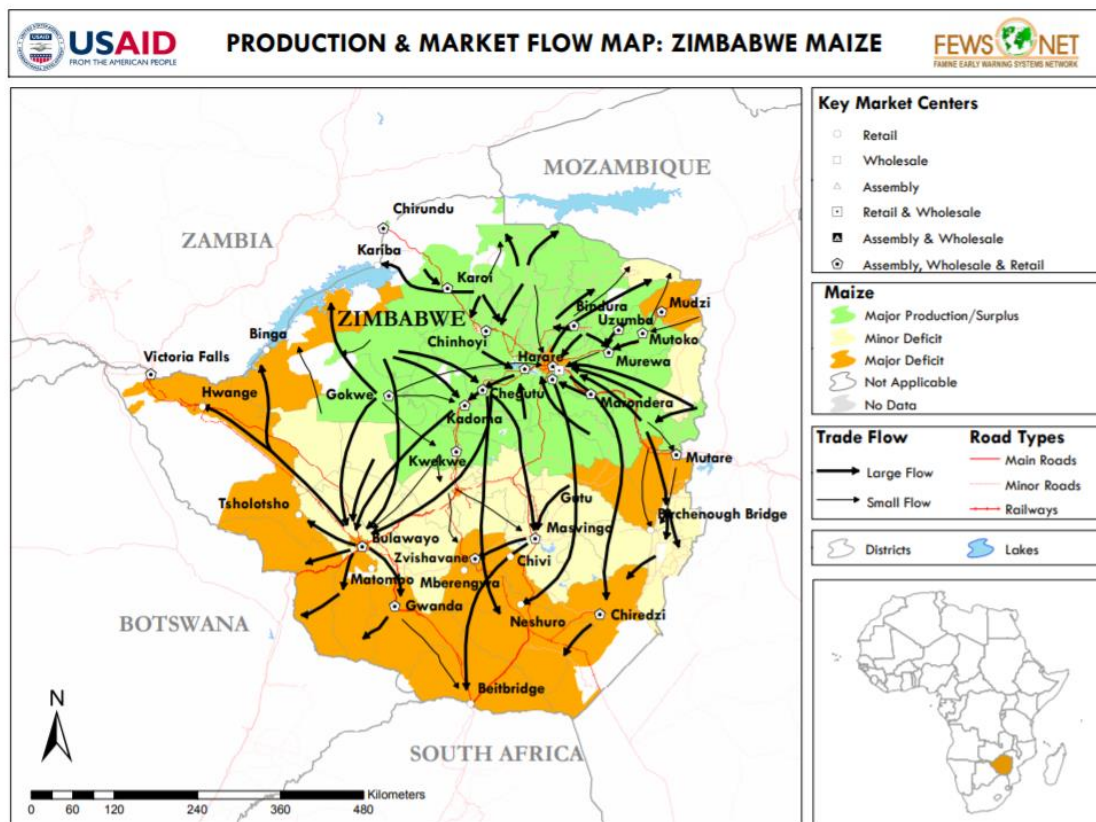 USAID
FROM THE AMERICAN PEOPLE
PRODUCTION & MARKET FLOW MAP: ZIMBABWE MAIZE
FEWS NET
FAMINE EARLY WARNING SYSTEMS NETWORK
MOZAMBIQUE
Chirundu
ZAMBIA
Kariba
Karoi
Mudzi
Bindura
Uzumba
ZIMBABWE
Binga
Chinhoyi
Mutoko
Victoria Falls
Harare
Murewa
Hwange
Gokwe
Chegutu
Marondera
Kadoma
Kwekwe
Mutare
Tsholotsho
Gutu
Birchenough Bridge
Masvingo
Bulawayo
Zvishavane
Chivi
Matombo
Mberengwa
Gwanda
Neshuro
Chiredzi
BOTSWANA
Beitbridge
N
SOUTH AFRICA
Kilometers
0 30 60 120 240 360 480
Key Market Centers
Retail
Wholesale
Assembly
Retail & Wholesale
Assembly & Wholesale
Assembly, Wholesale & Retail
Maize
Major Production/Surplus
Minor Deficit
Major Deficit
Not Applicable
No Data
Trade Flow
Large Flow
Small Flow
Road Types
Main Roads
Minor Roads
Railways
Districts
Lakes